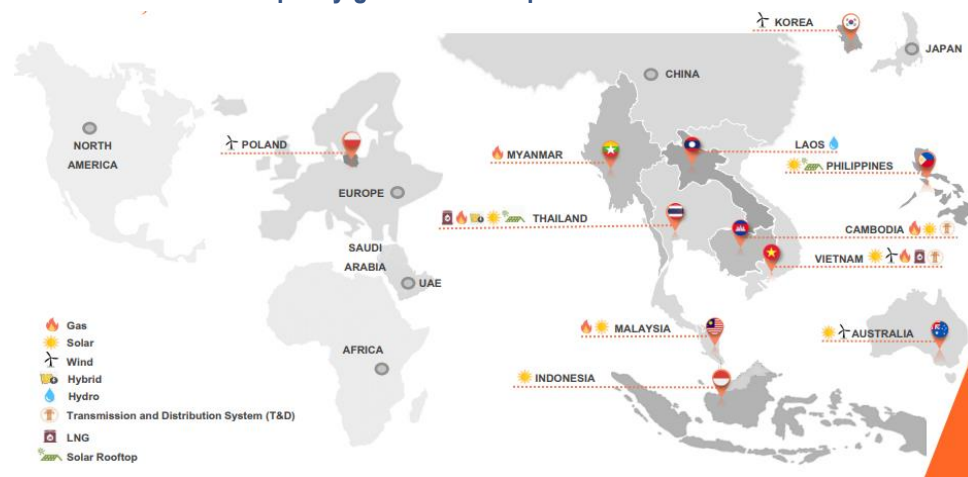 KOREA
JAPAN
CHINA
NORTH
AMERICA
POLAND
MYANMAR
LAOS
PHILIPPINES
EUROPE
THAILAND
CAMBODIA
SAUDI
ARABIA
UAE
VIETNAM
Gas
Solar
Wind
Hybrid
Hydro
Transmission and Distribution System (T&D)
LNG
Solar Rooftop
AFRICA
MALAYSIA
AUSTRALIA
INDONESIA